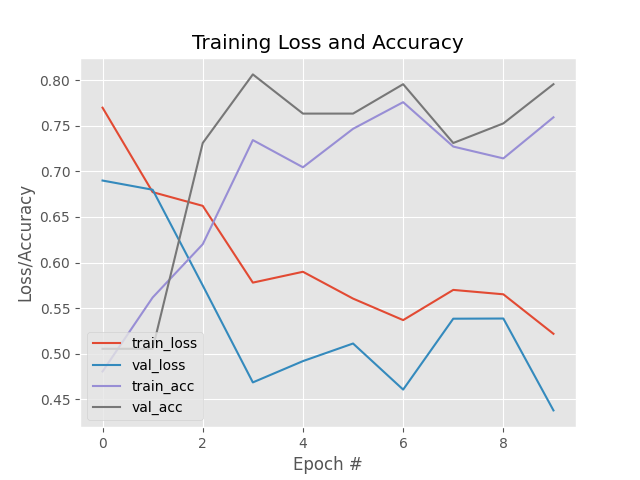 Training Loss and Accuracy
Loss/Accuracy
0.80
0.75
0.70
0.65
0.60
0.55
0.50
0.45
train_loss
val_loss
train_acc
val_acc
0 2 4 6 8
Epoch #